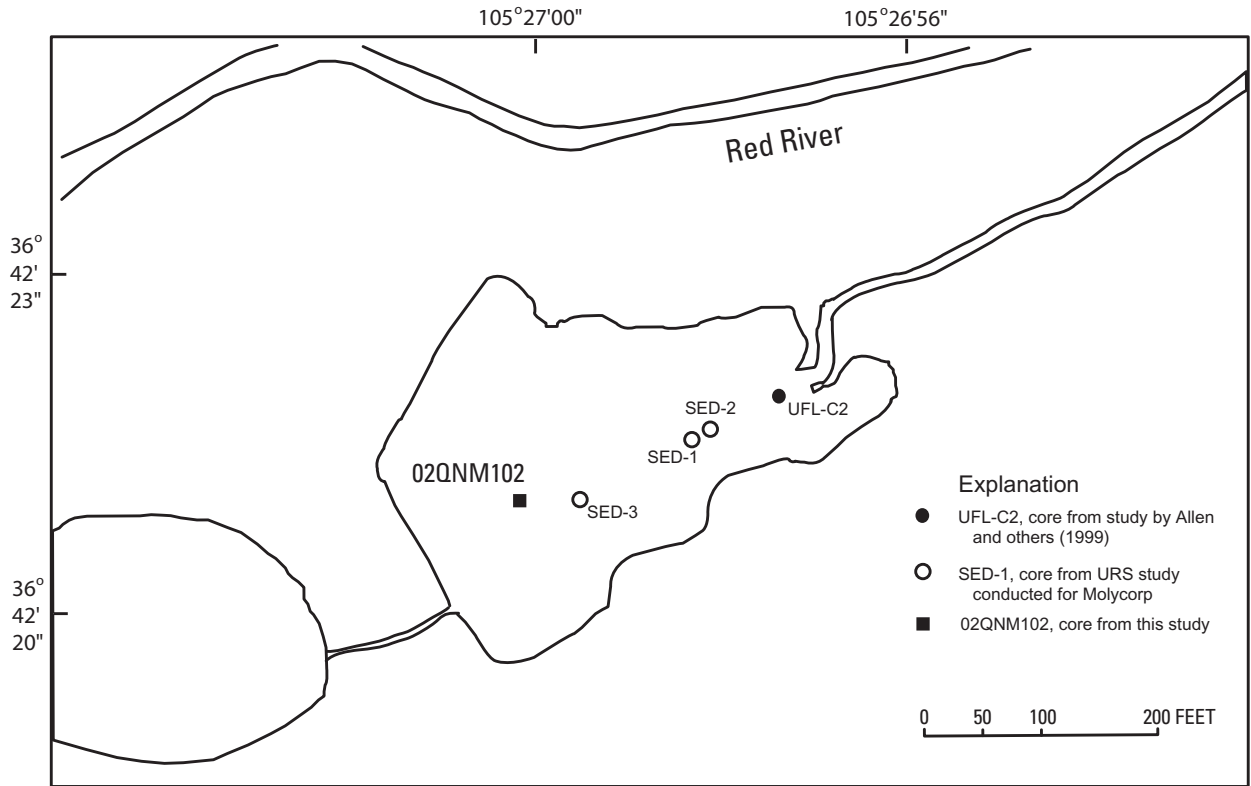 105°27'00" 105°26'56"
Red River
36°
42'
23"
UFL-C2
SED-2
SED-1
02QNM102
SED-3
Explanation
UFL-C2, core from study by Allen
and others (1999)
SED-1, core from URS study
conducted for Molycorp
02QNM102, core from this study
36°
42'
20"
0 50 100 200 FEET